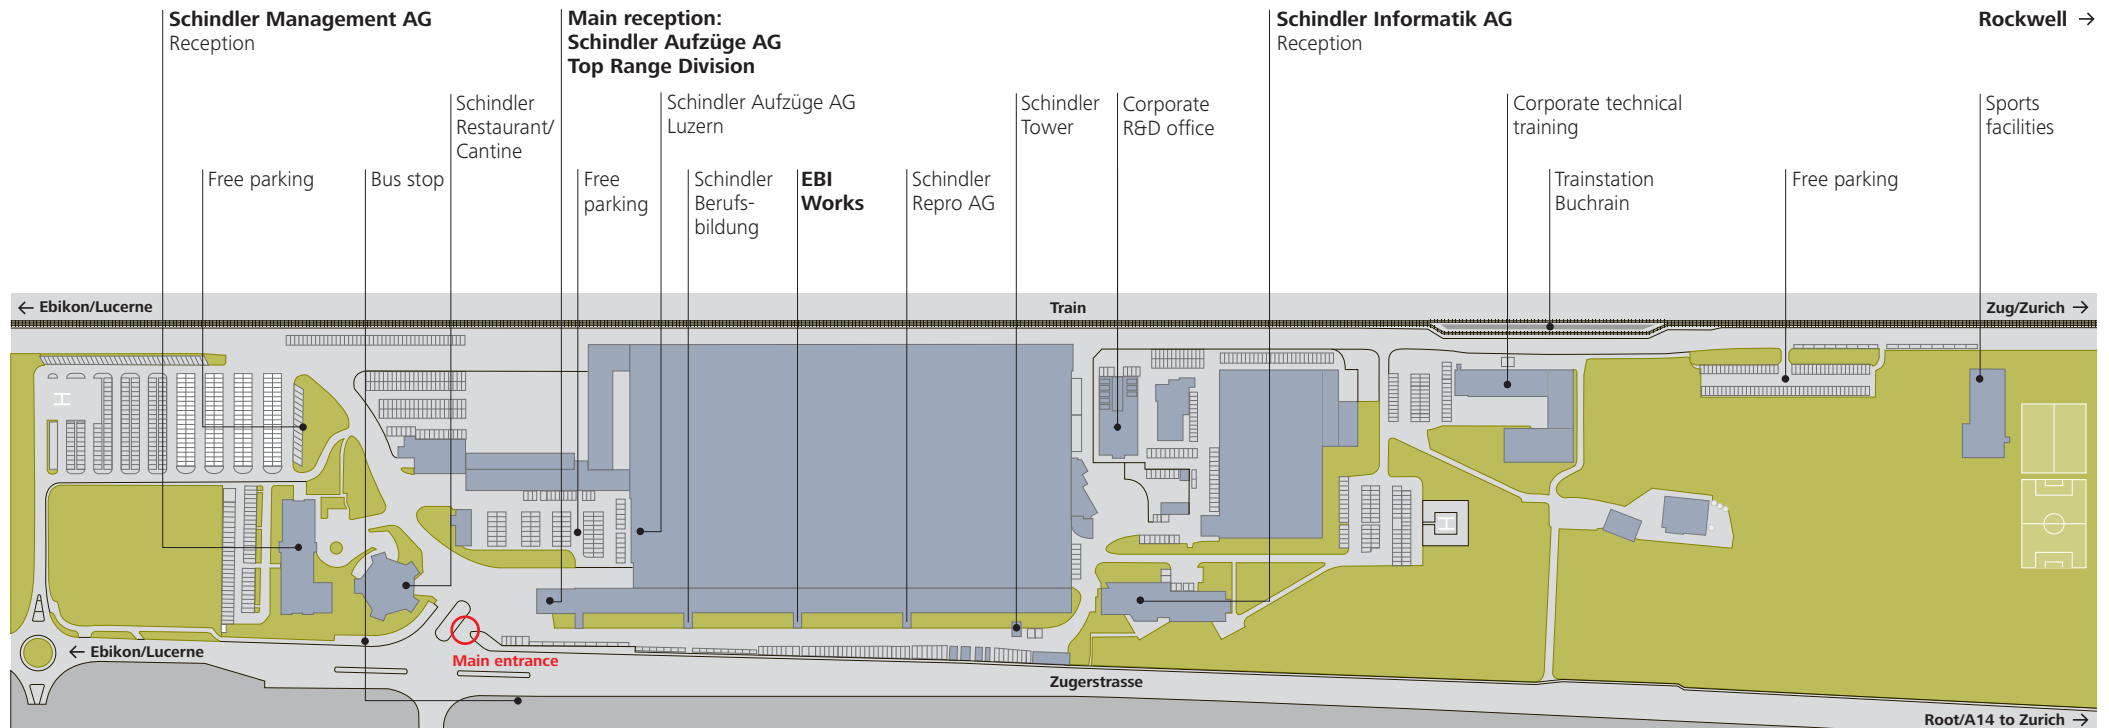 Schindler Management AG
Reception
Main reception:
Schindler Aufzüge AG
Top Range Division
Schindler Informatik AG
Reception
Rockwell →
Schindler
Restaurant/
Cantine
Schindler Aufzüge AG
Luzern
Schindler
Tower
Corporate
R&D office
Corporate technical
training
Sports
facilities
Free parking
Bus stop
Free
parking
Schindler
Berufs-
bildung
EBI
Works
Schindler
Repro AG
Trainstation
Buchrain
Free parking
← Ebikon/Lucerne
Train
Zug/Zurich →
H
H
← Ebikon/Lucerne
Main entrance
Zugerstrasse
Root/A14 to Zurich →